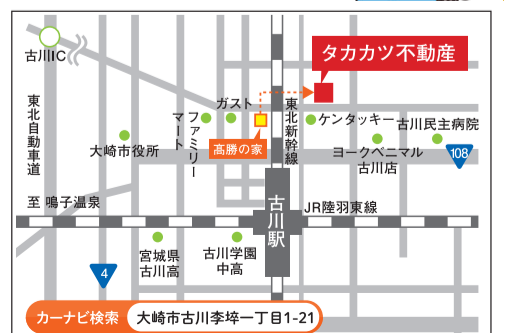 古川IC
タカカツ不動産
東北自動車道
ガスト
ファミリー
マート
東北新幹線
ケンタッキー
古川民主病院
大崎市役所
髙勝の家
ヨークベニマル
古川店
108
至 鳴子温泉
古川駅
JR陸羽東線
宮城県
古川高
古川学園
中高
4
カーナビ検索
大崎市古川李埣一丁目1-21